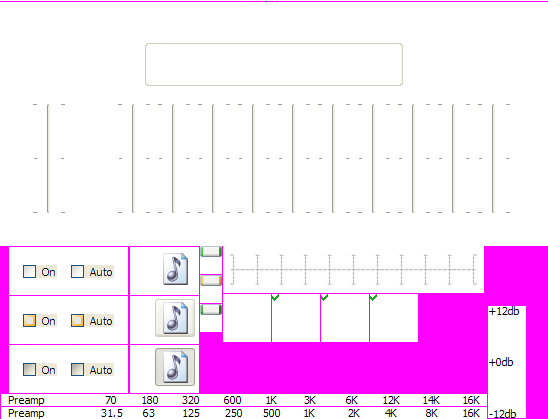 On Auto
On Auto
+12db
+0db
On Auto
Preamp 70 180 320 600 1K 3K 6K 12K 14K 16K
Preamp 31.5 63 125 250 500 1K 2K 4K 8K 16K
-12db